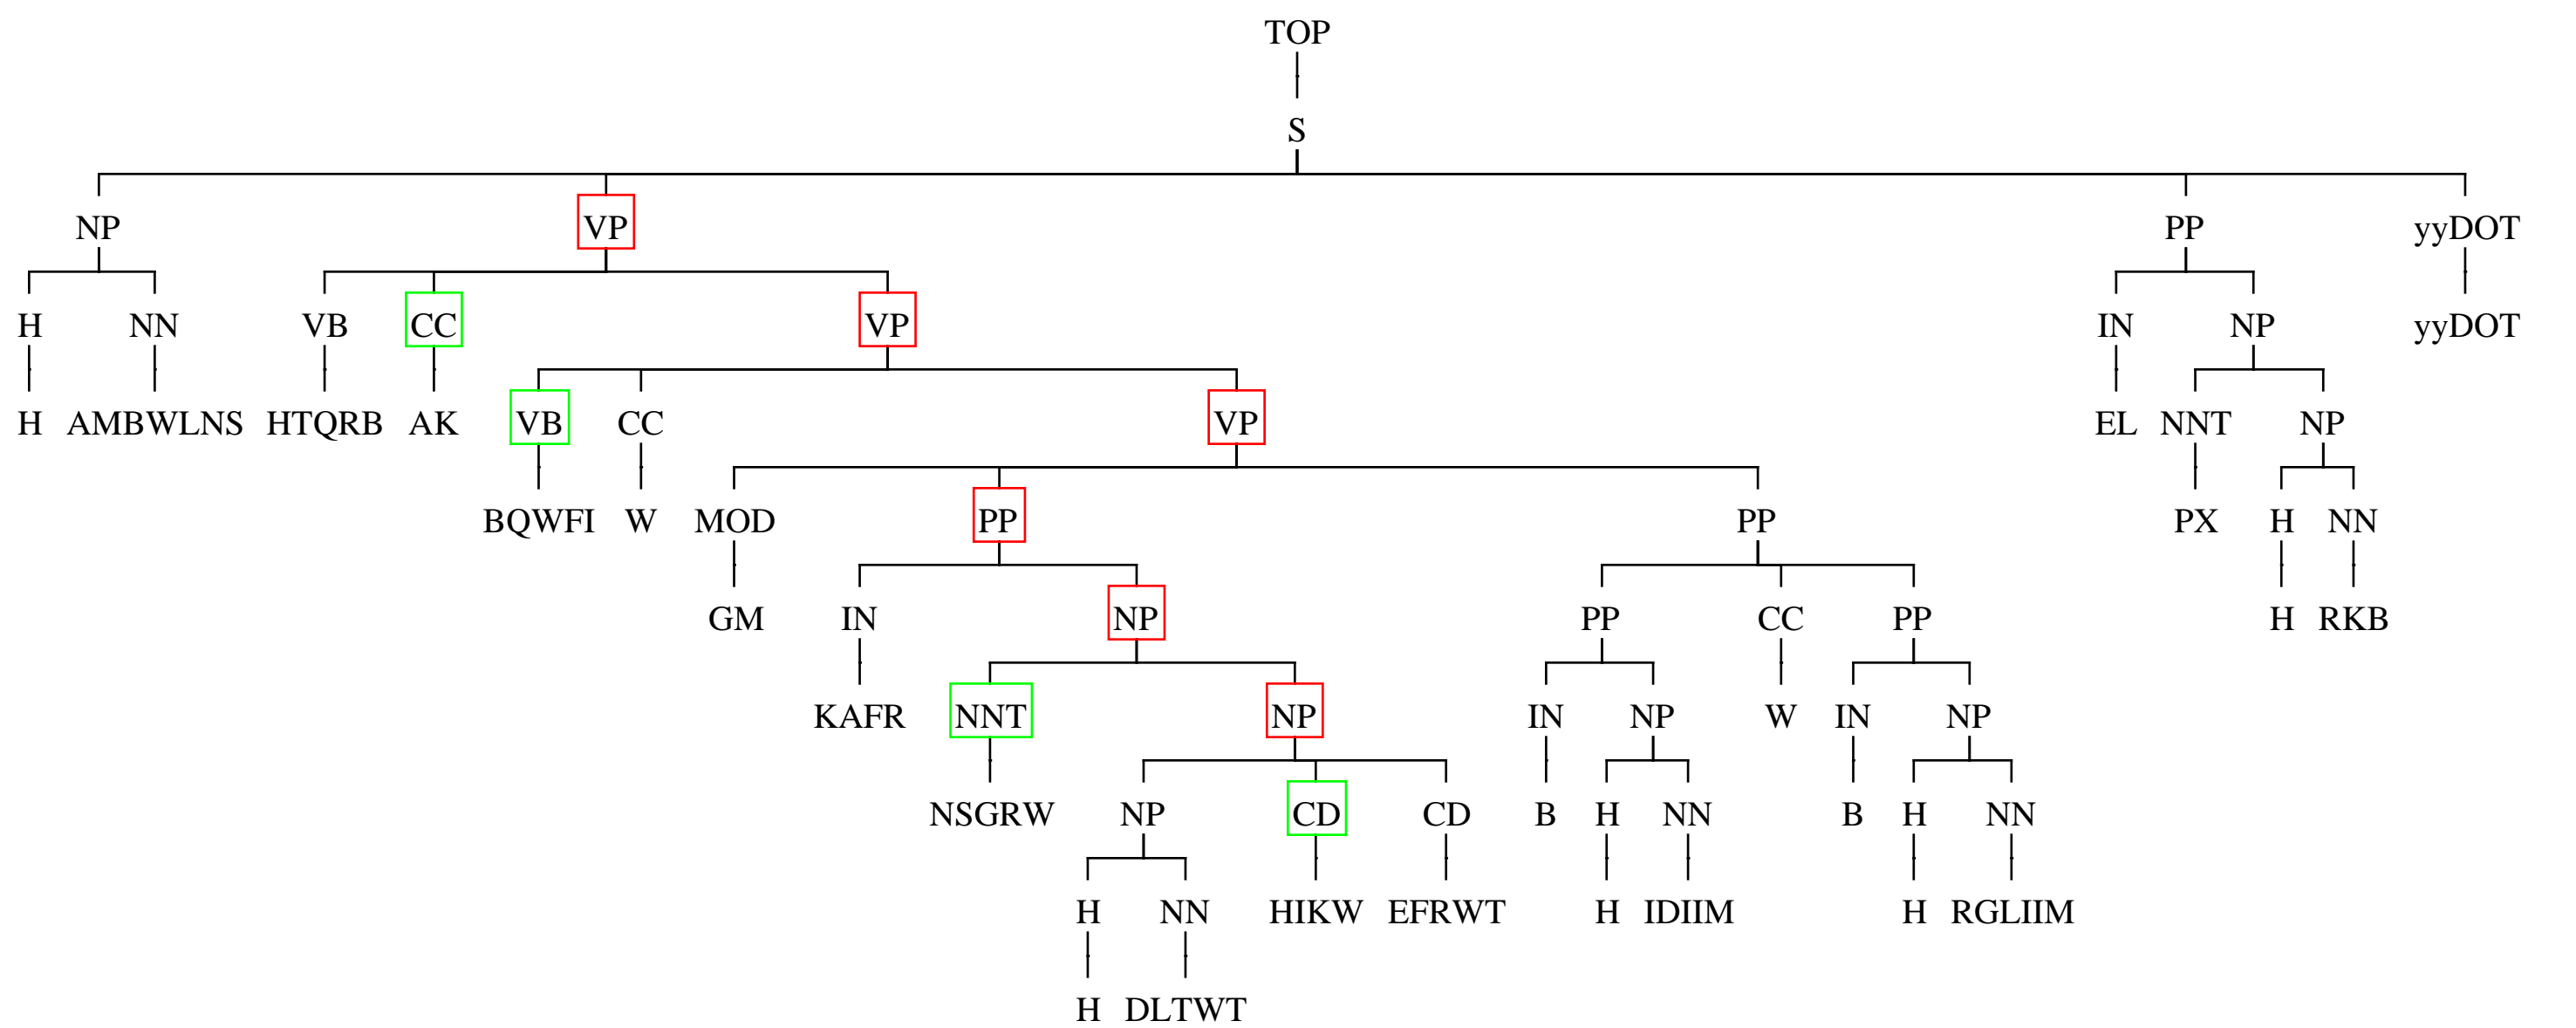 TOP
S
NP VP PP yyDOT
H NN VB CC VP IN NP yyDOT
H AMBWLNS HTQRB AK VB CC VP EL NNT NP
BQWFI W MOD PP PP PX H NN
GM IN NP PP CC PP H RKB
KAFR NNT NP IN NP W IN NP
NSGRW NP CD CD B H NN B H NN
H NN HIKW EFRWT H IDIIM H RGLIIM
H DLTWT